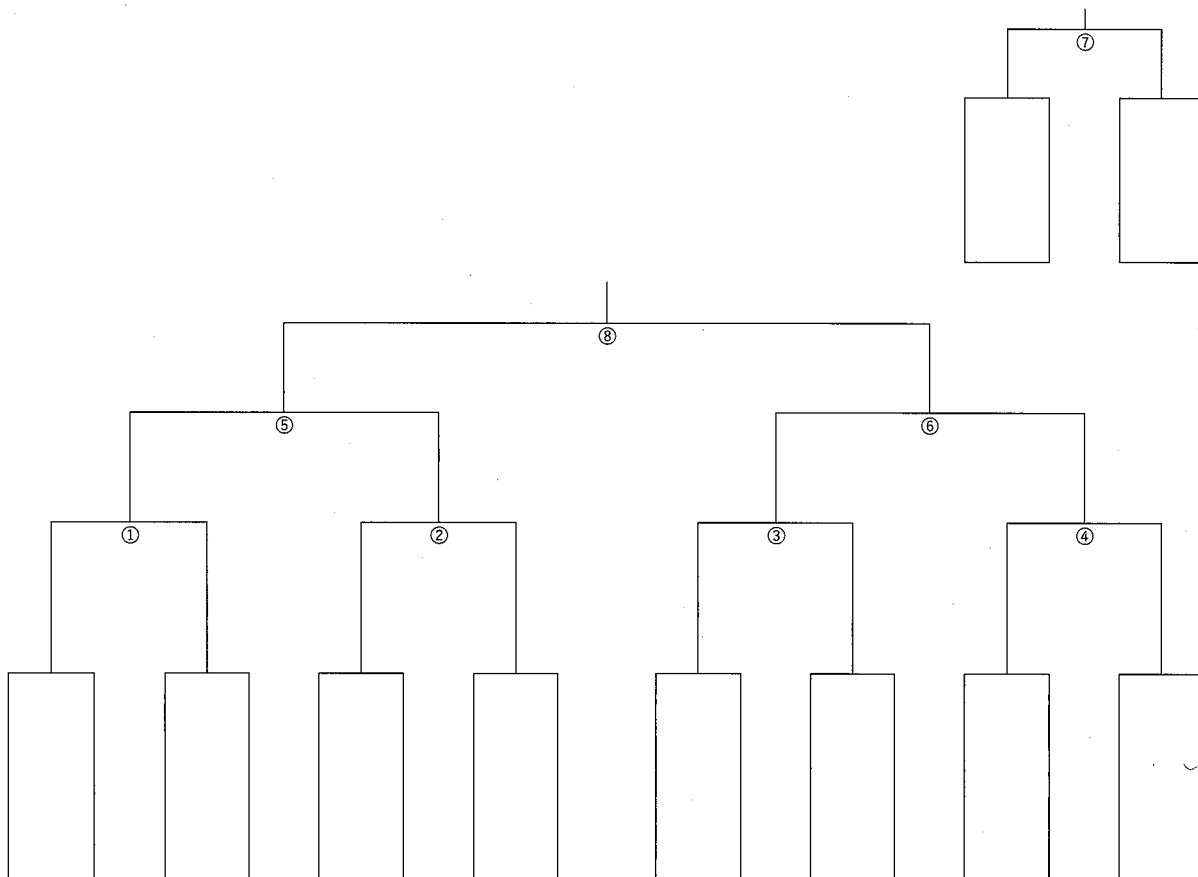 ⑦
⑧
⑤ ⑥
① ② ③ ④